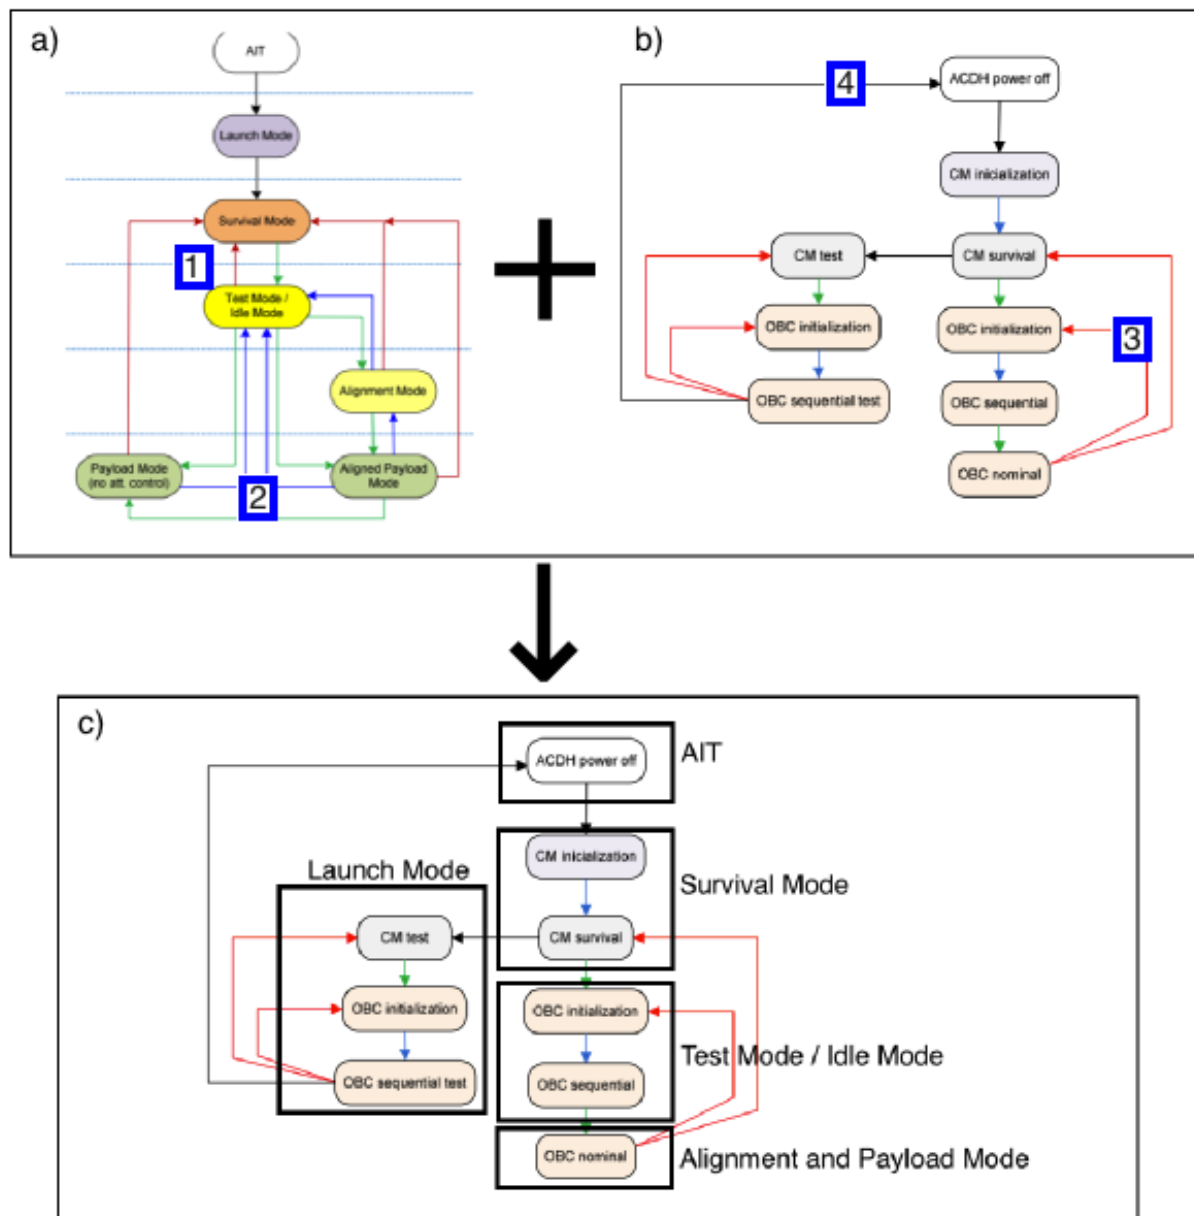 a)
AIT
Launch Mode
Survival Mode
1
Test Mode /
Idle Mode
Alignment Mode
Payload Mode
(no att. control)
2
Aligned Payload
Mode
b)
4
ACDH power off
CM inicialization
CM test
CM survival
OBC initialization
OBC initialization
3
OBC sequential test
OBC sequential
OBC nominal
c)
ACDH power off
AIT
CM inicialization
Survival Mode
Launch Mode
CM test
CM survival
OBC initialization
OBC initialization
Test Mode / Idle Mode
OBC sequential test
OBC sequential
OBC nominal
Alignment and Payload Mode